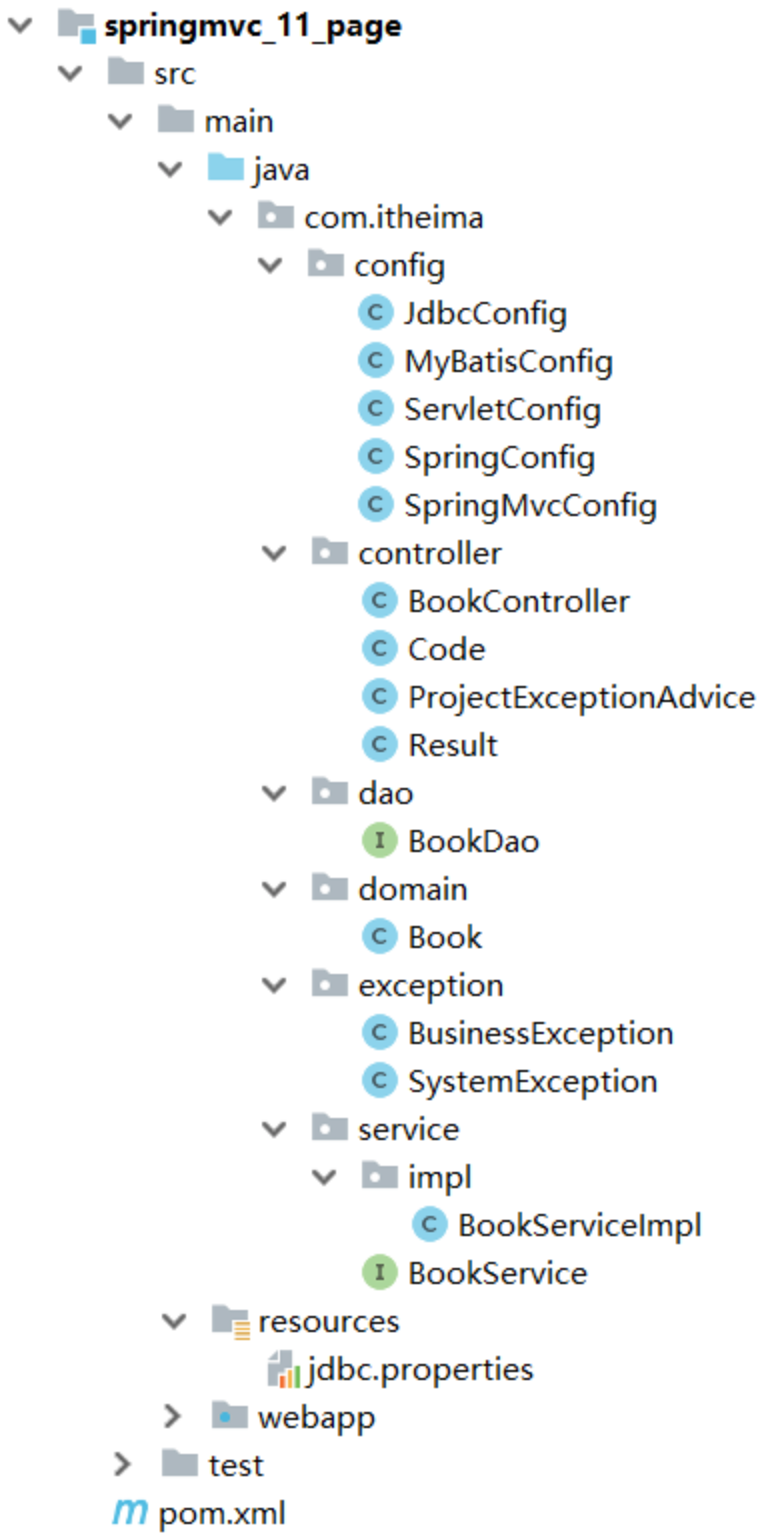 springmvc_11_page
src
main
java
com.itheima
config
C JdbcConfig
C MyBatisConfig
C ServletConfig
C SpringConfig
C SpringMvcConfig
controller
C BookController
C Code
C ProjectExceptionAdvice
C Result
dao
I BookDao
domain
C Book
exception
C BusinessException
C SystemException
service
impl
C BookServiceImpl
I BookService
resources
jdbc.properties
webapp
test
m pom.xml